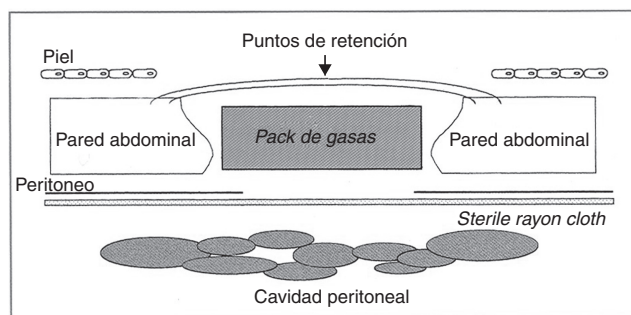 Puntos de retención
Piel
Pared abdominal
Pack de gasas
Pared abdominal
Peritoneo
Sterile rayon cloth
Cavidad peritoneal